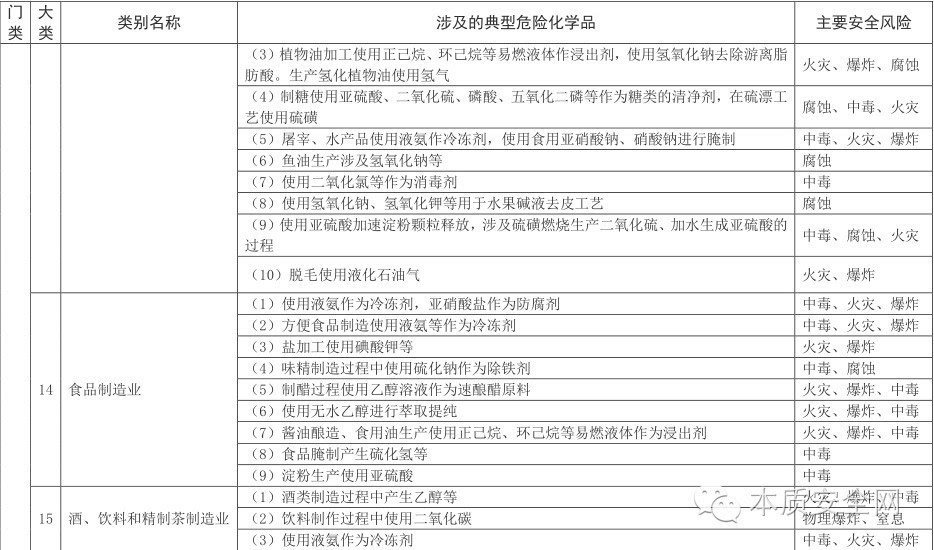 门类
大类
类别名称
涉及的典型危险化学品
主要安全风险
（3）植物油加工使用正己烷、环己烷等易燃液体作浸出剂，使用氢氧化钠去除游离脂
肪酸。生产氢化植物油使用氢气
火灾、爆炸、腐蚀
（4）制糖使用亚硫酸、二氧化硫、磷酸、五氧化二磷等作为糖类的清净剂，在硫漂工
艺使用硫磺
腐蚀、中毒、火灾
（5）屠宰、水产品使用液氨作冷冻剂，使用食用亚硝酸钠、硝酸钠进行腌制
中毒、火灾、爆炸
（6）鱼油生产涉及氢氧化钠等
腐蚀
（7）使用二氧化氯等作为消毒剂
中毒
（8）使用氢氧化钠、氢氧化钾等用于水果碱液去皮工艺
腐蚀
（9）使用亚硫酸加速淀粉颗粒释放，涉及硫磺燃烧生产二氧化硫、加水生成亚硫酸的
过程
中毒、腐蚀、火灾
（10）脱毛使用液化石油气
火灾、爆炸
14
食品制造业
（1）使用液氨作为冷冻剂，亚硝酸盐作为防腐剂
中毒、火灾、爆炸
（2）方便食品制造使用液氨等作为冷冻剂
中毒、火灾、爆炸
（3）盐加工使用碘酸钾等
火灾、爆炸
（4）味精制造过程中使用硫化钠作为除铁剂
中毒、腐蚀
（5）制醋过程使用乙醇溶液作为速酿醋原料
火灾、爆炸、中毒
（6）使用无水乙醇进行萃取提纯
火灾、爆炸、中毒
（7）酱油酿造、食用油生产使用正己烷、环己烷等易燃液体作为浸出剂
火灾、爆炸、中毒
（8）食品腌制产生硫化氢等
中毒
（9）淀粉生产使用亚硫酸
中毒
15
酒、饮料和精制茶制造业
（1）酒类制造过程中产生乙醇等
火灾、爆炸、中毒
（2）饮料制作过程中使用二氧化碳
物理爆炸、窒息
（3）使用液氨作为冷冻剂
中毒、火灾、爆炸
本质安全网